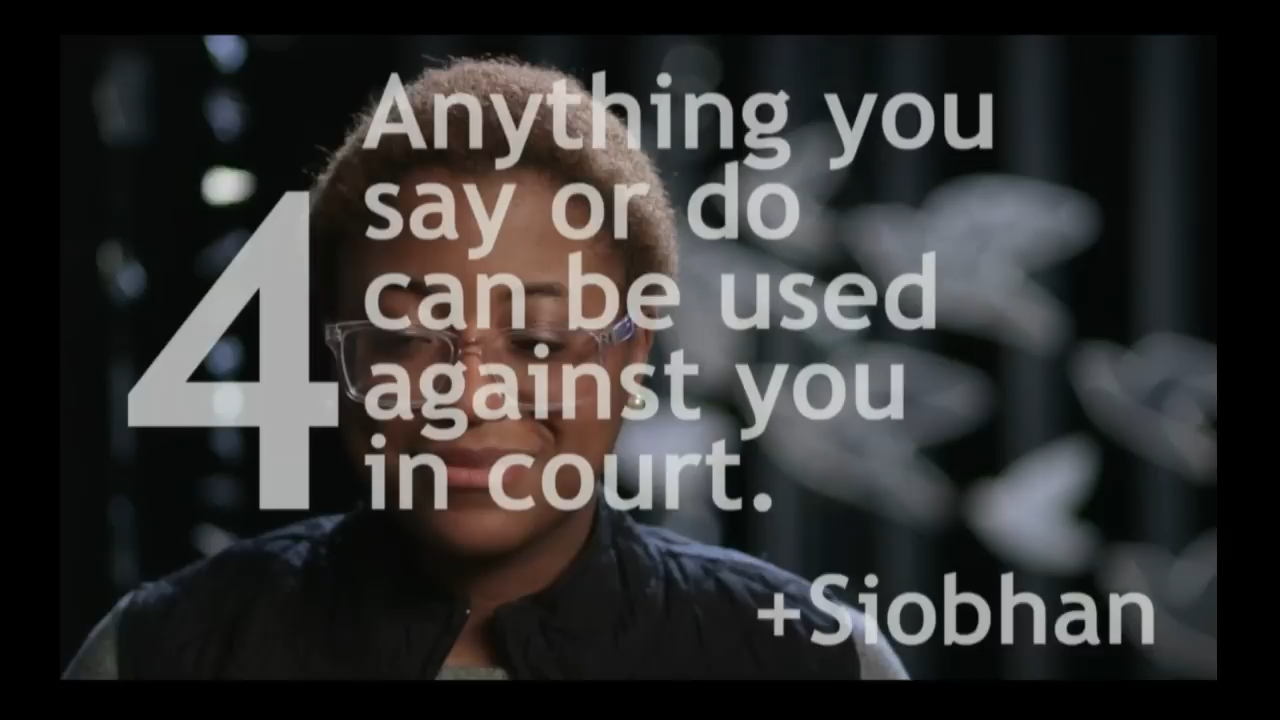 4
Anything you
say or do
can be used
against you
in court.
+Siobhan